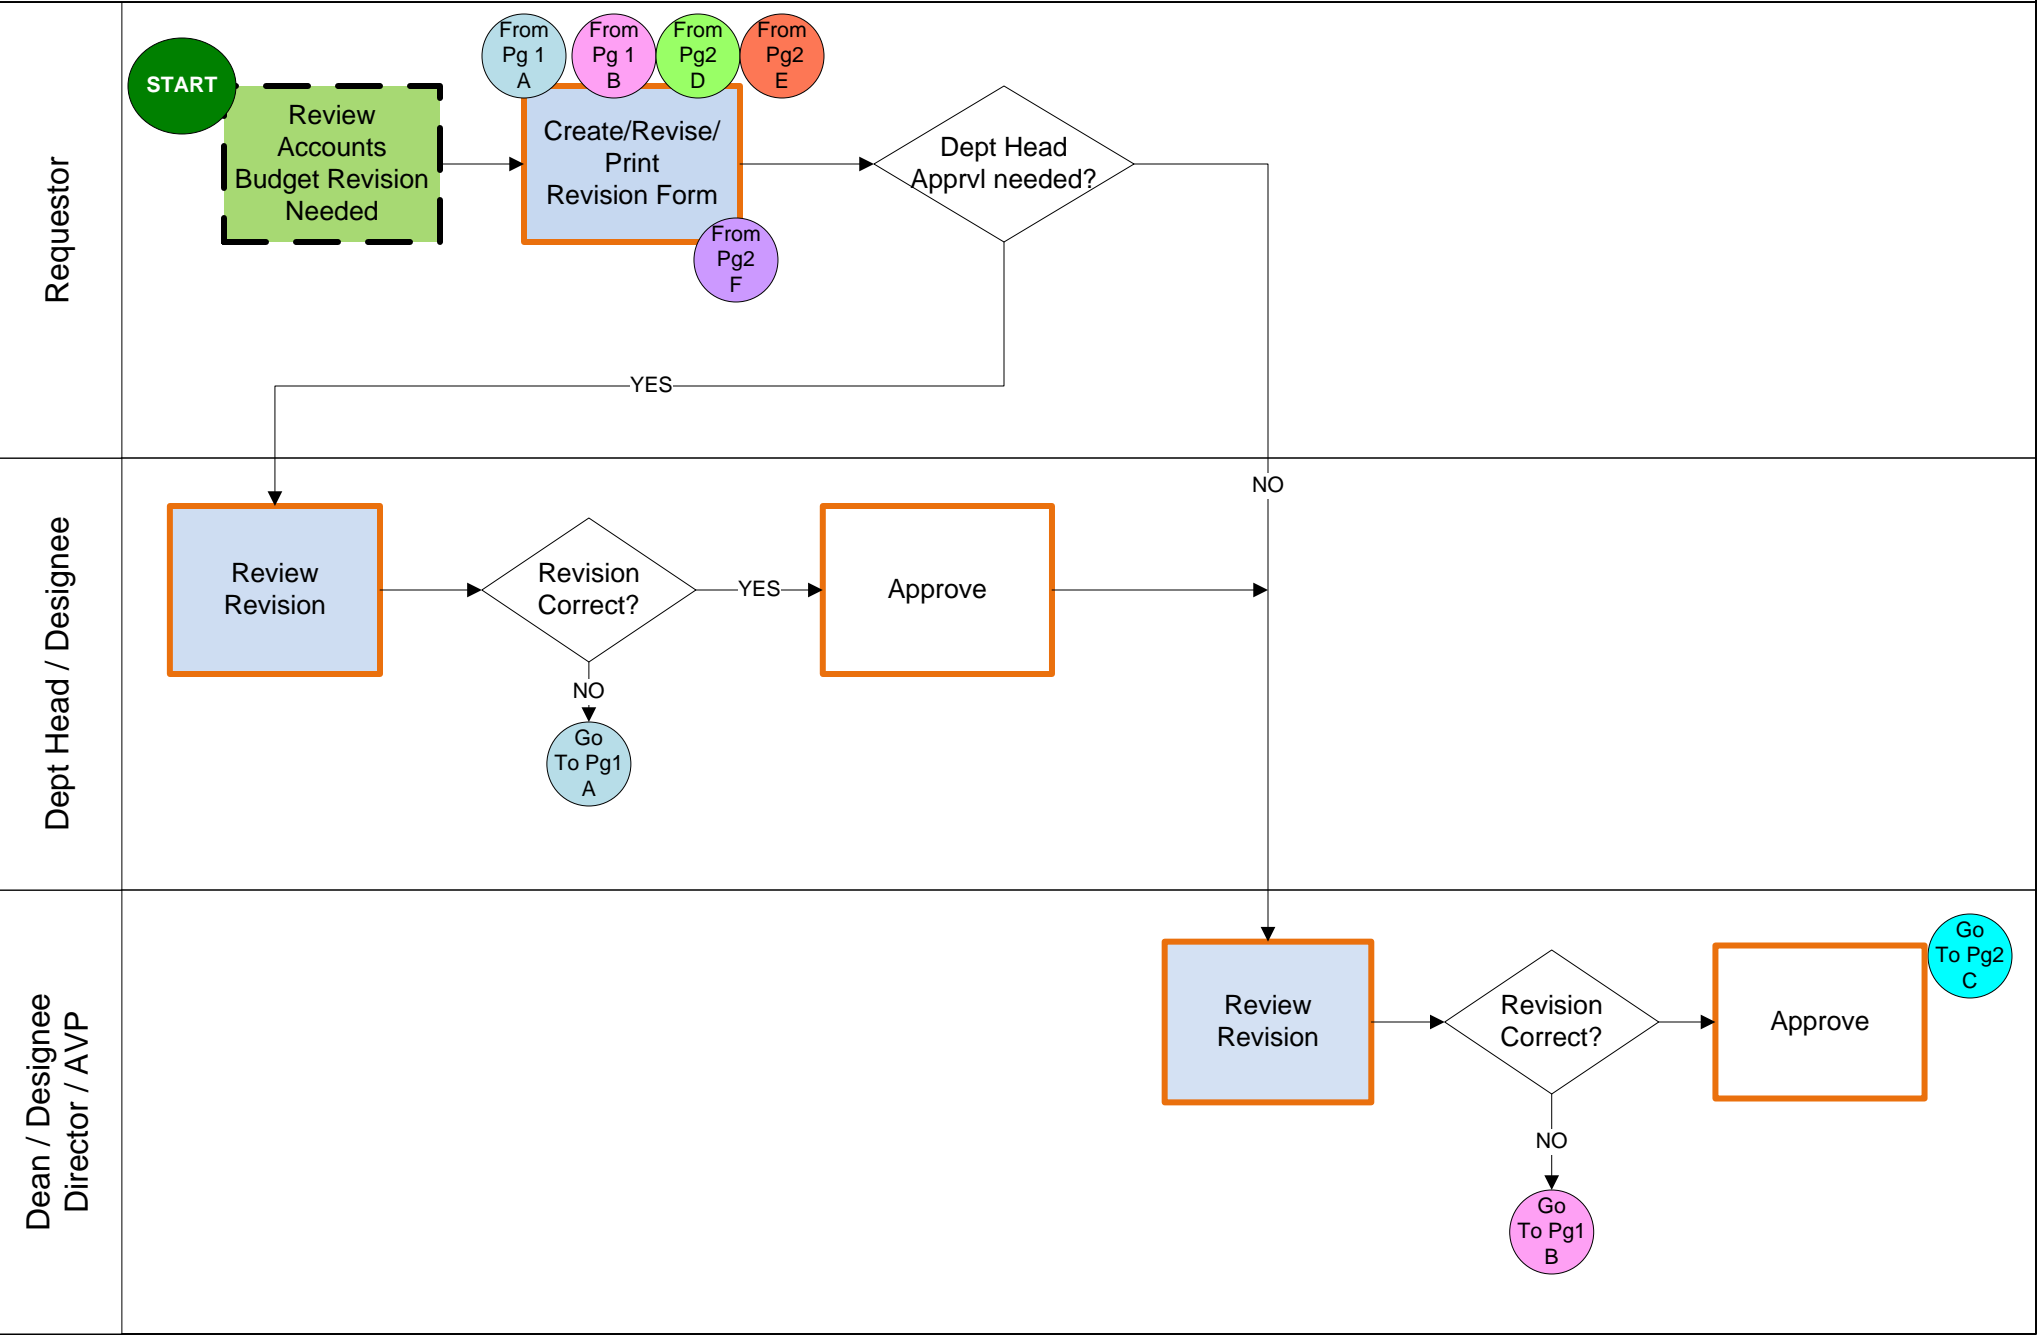 Requestor
START
Review
Accounts
Budget Revision
Needed
From
Pg 1
A
From
Pg 1
B
From
Pg2
D
From
Pg2
E
Create/Revise/
Print
Revision Form
From
Pg2
F
Dept Head
Apprvl needed?
YES
NO
Dept Head / Designee
Review
Revision
Revision
Correct?
YES
Approve
NO
Go
To Pg1
A
Dean / Designee
Director / AVP
Review
Revision
Revision
Correct?
Approve
Go
To Pg2
C
NO
Go
To Pg1
B